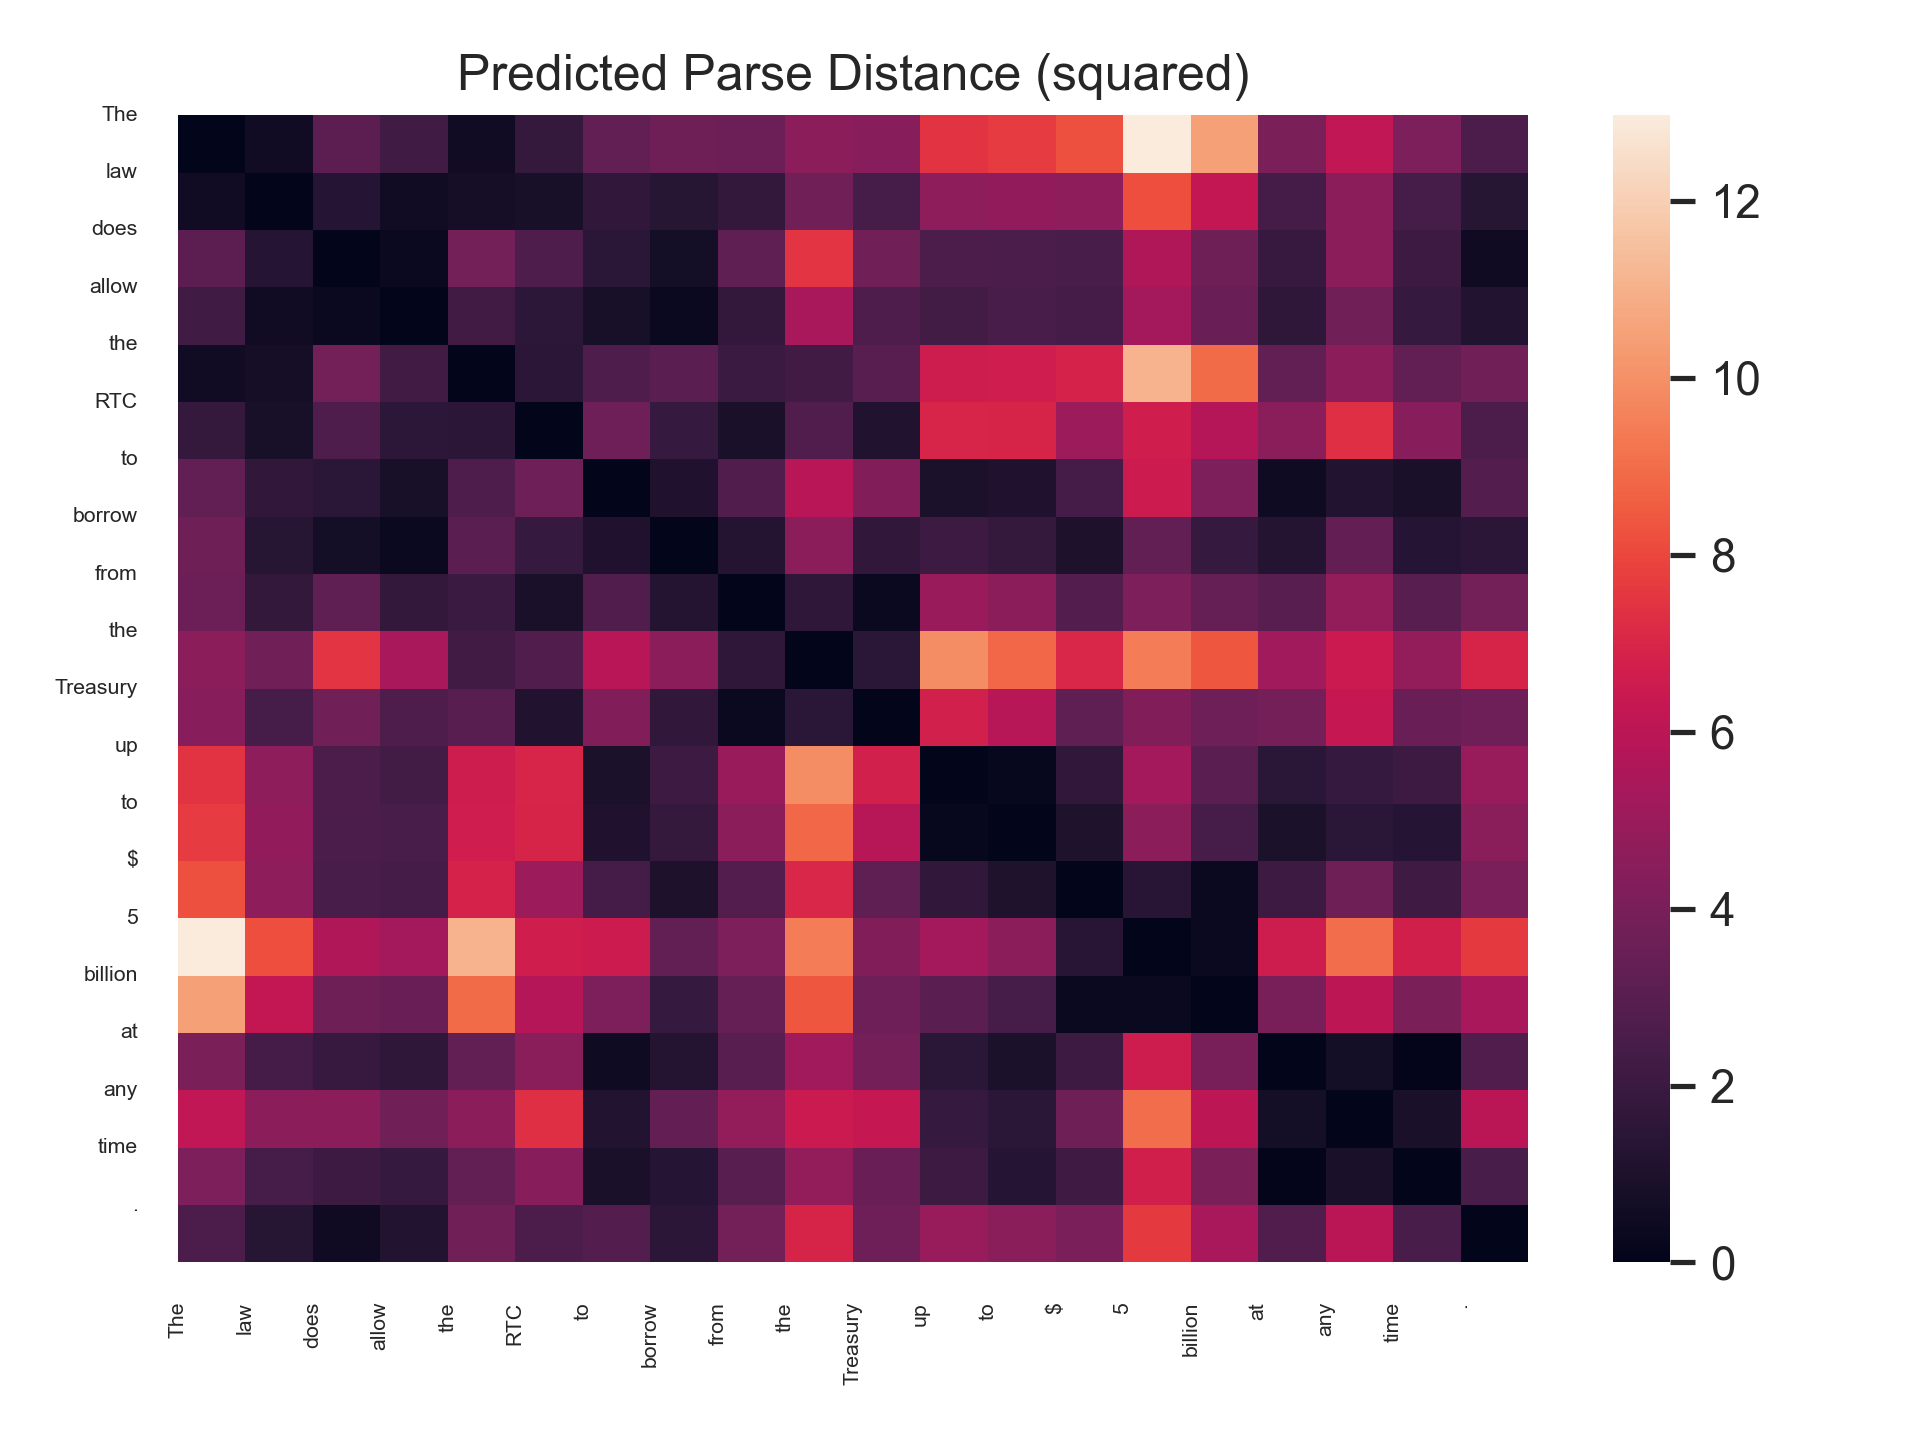 Predicted Parse Distance (squared)
The
law
does
allow
the
RTC
to
borrow
from
the
Treasury
up
to
$
5
billion
at
any
time
.
12
10
8
6
4
2
0
The
law
does
allow
the
RTC
to
borrow
from
the
Treasury
up
to
$
5
billion
at
any
time
.